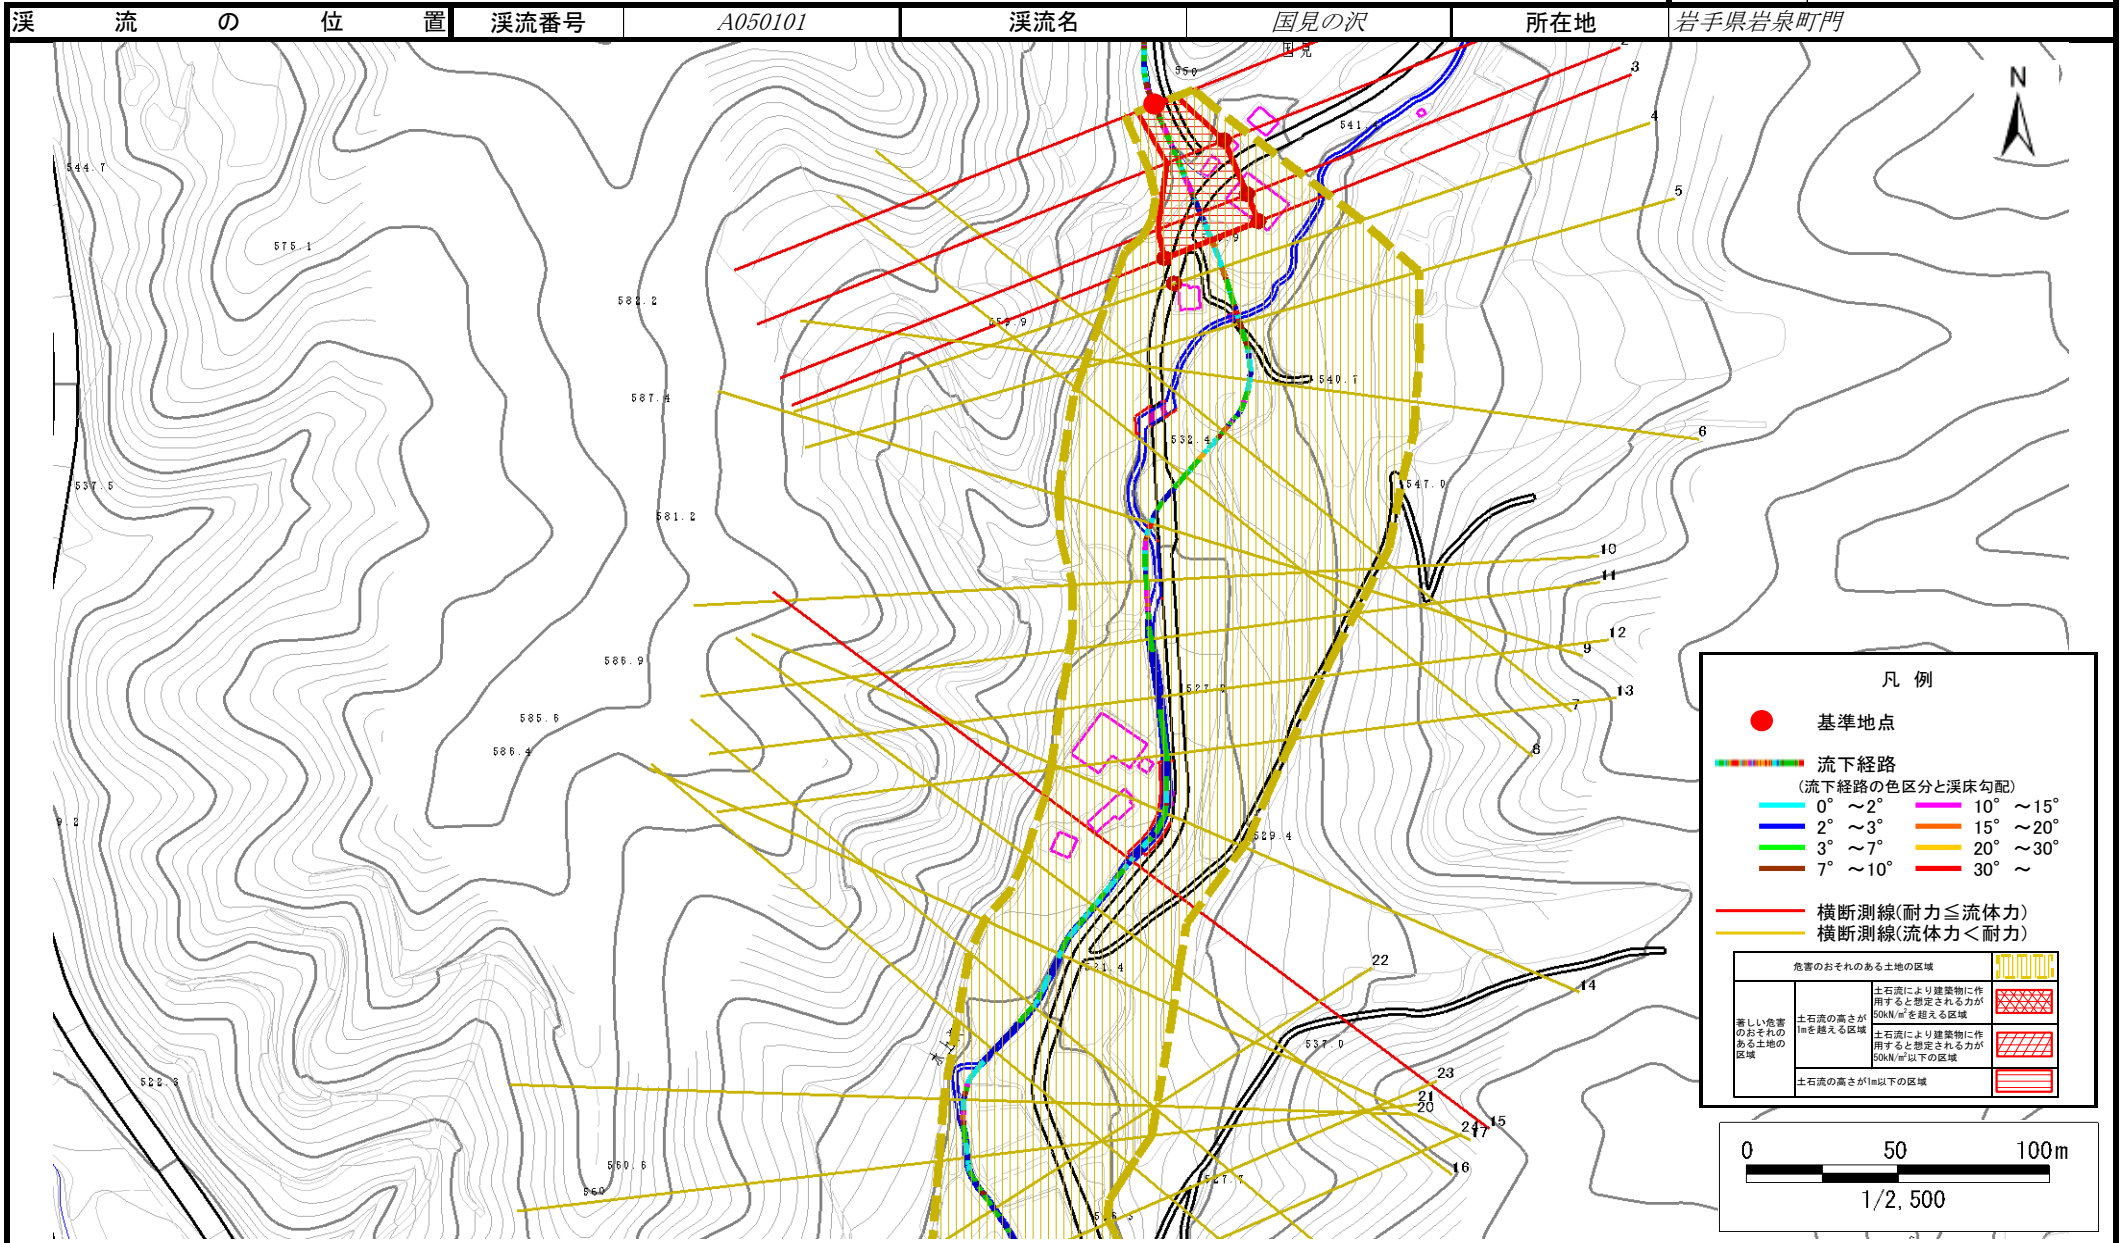 渓流の位置 渓流番号 A050101 渓流名 国見の沢 所在地 岩手県岩泉町門
国見
550
2
3
N
4
541.
544.7
5
575.1
582.2
559.9
540.7
587.4
6
532.4
547.0
537.5
581.2
10
11
12
586.9
9
13
585.6
7
586.4
8
529.4
521.4
22
14
537.0
522.3
23
21
20
15
24
17
16
560.6
560
527.7
凡 例
基準地点
流下経路
(流下経路の色区分と渓床勾配)
0° ～2° 10° ～15°
2° ～3° 15° ～20°
3° ～7° 20° ～30°
7° ～10° 30° ～
横断測線(耐力≦流体力)
横断測線(流体力＜耐力)
危害のおそれのある土地の区域
著しい危害
のおそれの
ある土地の
区域
土石流の高さが
1mを越える区域
土石流により建築物に作
用すると想定される力が
50kN/㎡を超える区域
土石流により建築物に作
用すると想定される力が
50kN/㎡以下の区域
土石流の高さが1m以下の区域
0 50 100m
1/2,500